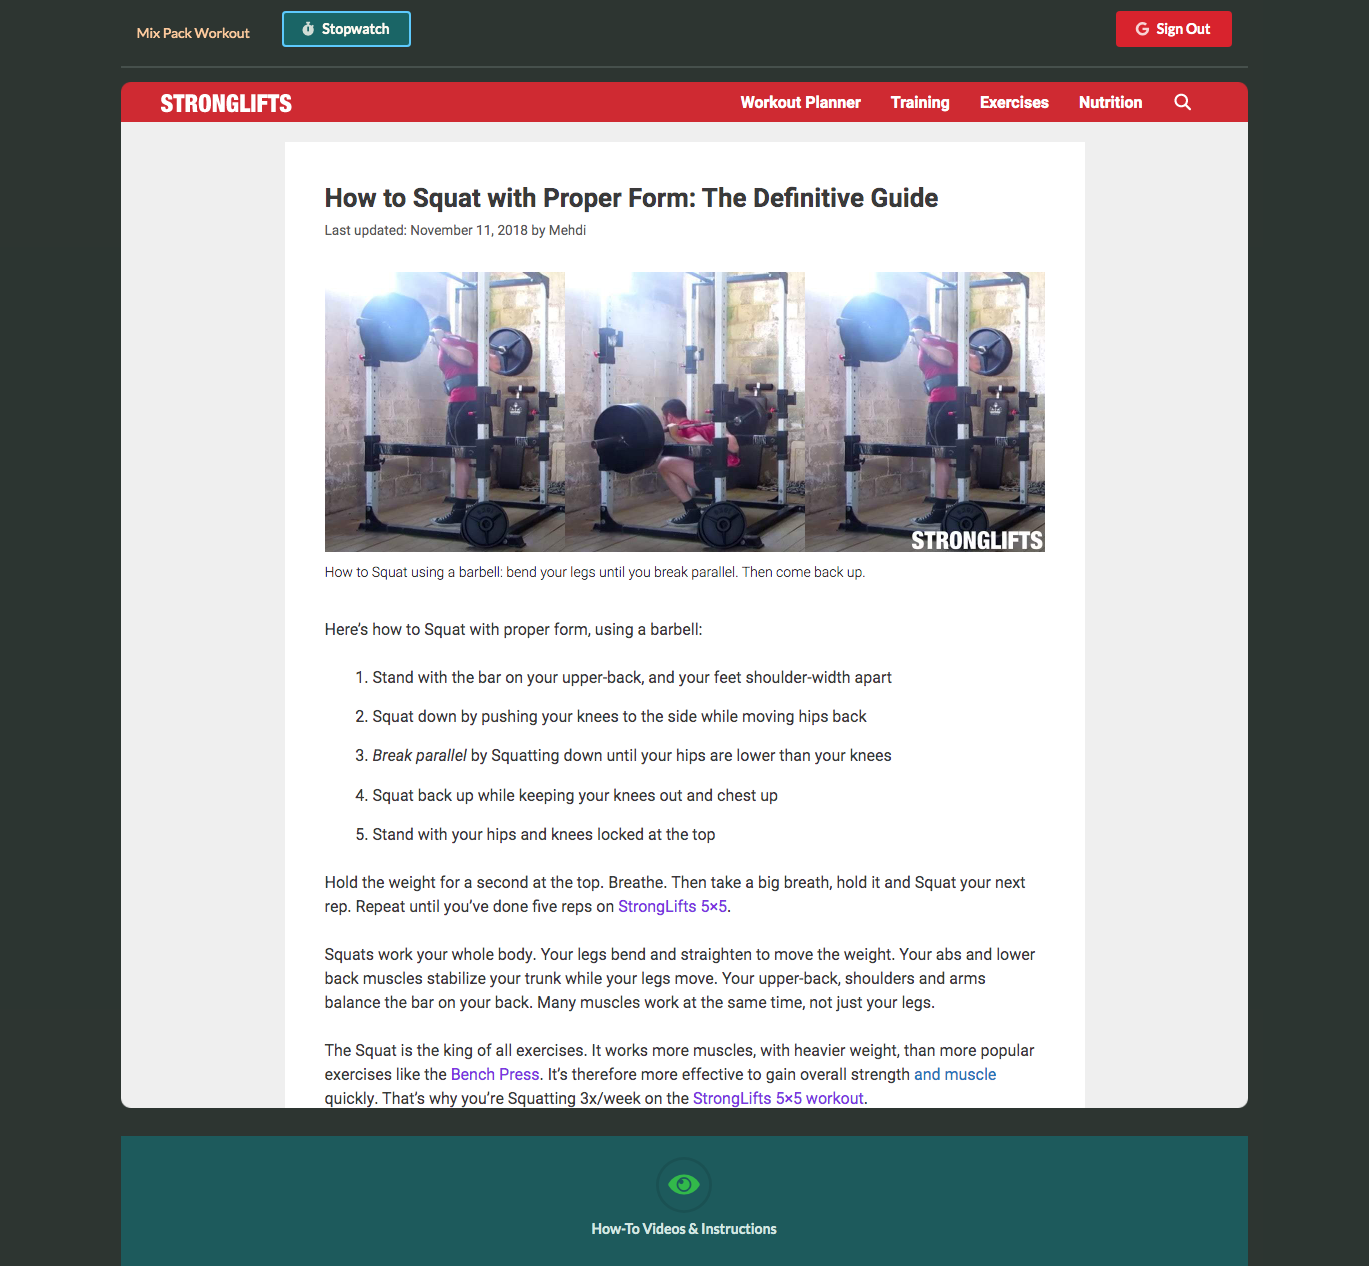 Mix Pack Workout
Stopwatch
Sign Out
STRONGLIFTS
Workout Planner
Training
Exercises
Nutrition
How to Squat with Proper Form: The Definitive Guide
Last updated: November 11, 2018 by Mehdi
STRONGLIFTS
How to Squat using a barbell: bend your legs until you break parallel. Then come back up.
Here’s how to Squat with proper form, using a barbell:
1. Stand with the bar on your upper-back, and your feet shoulder-width apart
2. Squat down by pushing your knees to the side while moving hips back
3. Break parallel by Squatting down until your hips are lower than your knees
4. Squat back up while keeping your knees out and chest up
5. Stand with your hips and knees locked at the top
Hold the weight for a second at the top. Breathe. Then take a big breath, hold it and Squat your next
rep. Repeat until you’ve done five reps on StrongLifts 5×5.
Squats work your whole body. Your legs bend and straighten to move the weight. Your abs and lower
back muscles stabilize your trunk while your legs move. Your upper-back, shoulders and arms
balance the bar on your back. Many muscles work at the same time, not just your legs.
The Squat is the king of all exercises. It works more muscles, with heavier weight, than more popular
exercises like the Bench Press. It’s therefore more effective to gain overall strength and muscle
quickly. That’s why you’re Squatting 3x/week on the StrongLifts 5×5 workout.
How-To Videos & Instructions